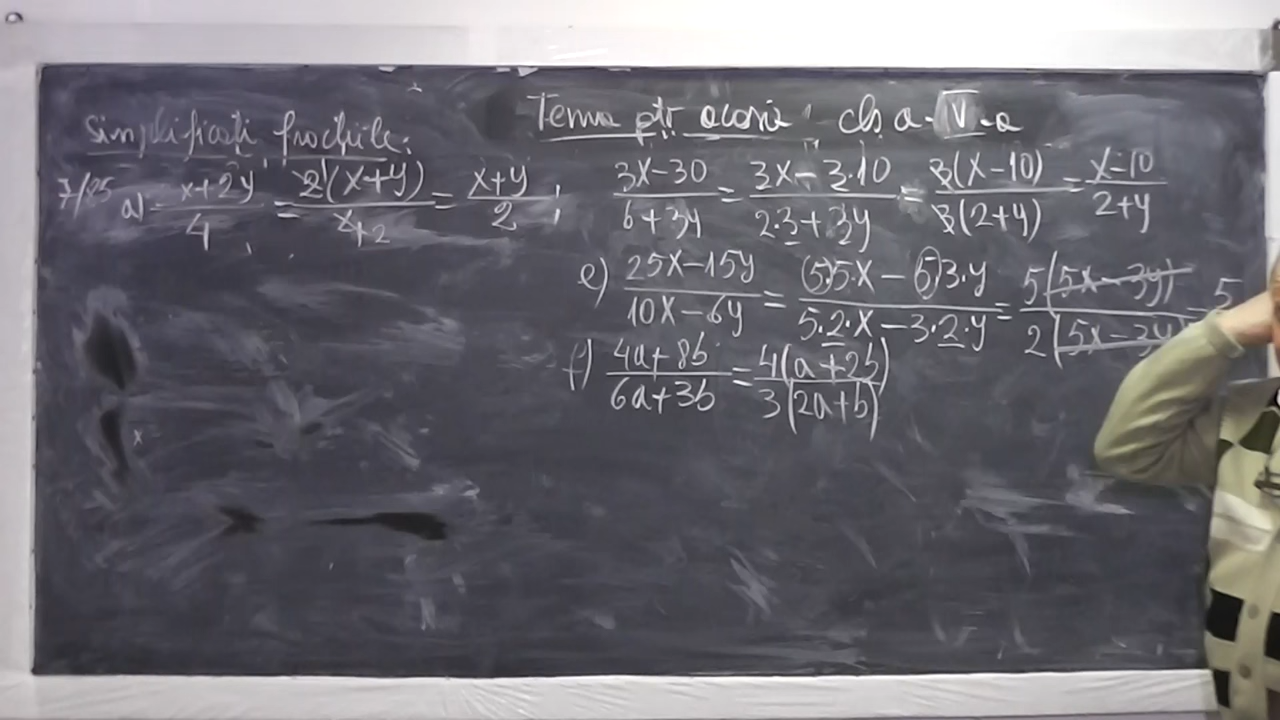 Simplificați fracțiile:
7/85 a) x+2y / 4 = 2(x+y) / 4 2 = x+y / 2 ;
Tema ptr acasă: cls a-V-a
3x-30 / 6+3y = 3x-3·10 / 2·3+3y = 3(x-10) / 3(2+y) = x-10 / 2+y
e) 25x-15y / 10x-6y = (5)5·x - (5)3·y / 5·2·x-3·2·y = 5(5x-3y) / 2(5x-3y) = 5
f) 4a+8b / 6a+3b = 4(a+2b) / 3(2a+b)